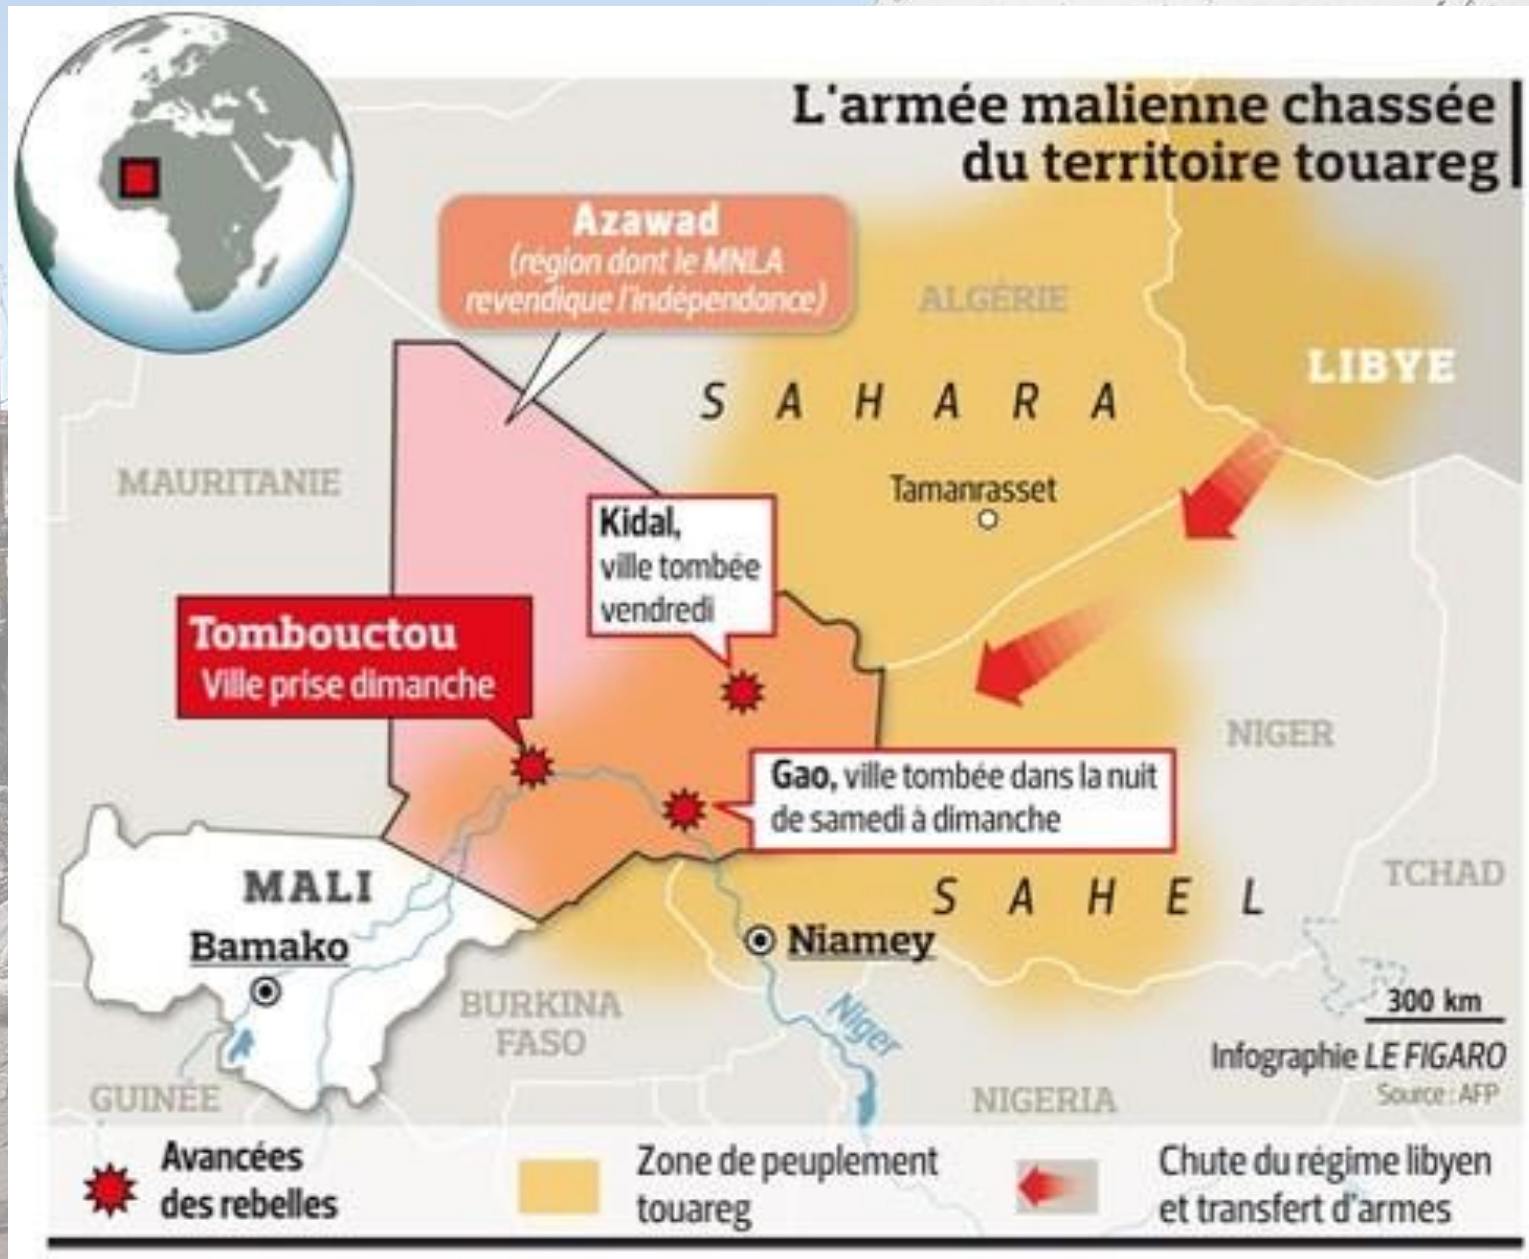 L'armée malienne chassée
du territoire touareg
Azawad
(région dont le MNLA
revendique l'indépendance)
ALGÉRIE
LIBYE
S A H A R A
MAURITANIE
Tamanrasset
Kidal,
ville tombée
vendredi
Tombouctou
Ville prise dimanche
NIGER
Gao, ville tombée dans la nuit
de samedi à dimanche
TCHAD
S A H E L
MALI
Bamako
Niamey
BURKINA
FASO
Niger
300 km
Infographie LE FIGARO
Source : AFP
GUINÉE
NIGERIA
Avancées
des rebelles
Zone de peuplement
touareg
Chute du régime libyen
et transfert d'armes